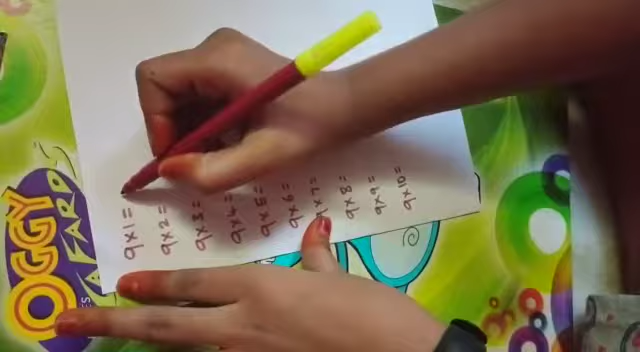 9x1=
9x2=
9x3=
9x4=
9x5=
9x6=
9x7=
9x8=
9x9=
9x10=
OGGY